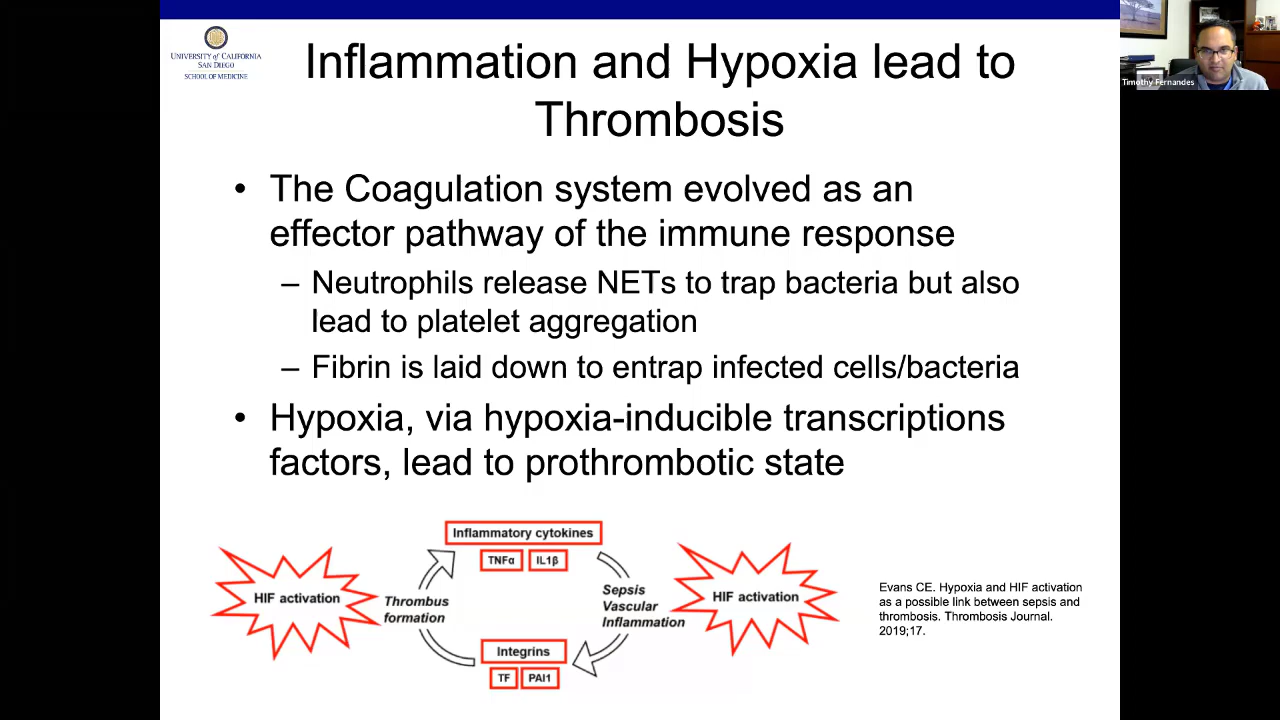 UNIVERSITY of CALIFORNIA
SAN DIEGO
SCHOOL OF MEDICINE
Inflammation and Hypoxia lead to
Thrombosis
Timothy Fernandes
• The Coagulation system evolved as an
effector pathway of the immune response
– Neutrophils release NETs to trap bacteria but also
lead to platelet aggregation
– Fibrin is laid down to entrap infected cells/bacteria
• Hypoxia, via hypoxia-inducible transcriptions
factors, lead to prothrombotic state
Inflammatory cytokines
TNFα IL1β
HIF activation
Thrombus
formation
Sepsis
Vascular
Inflammation
HIF activation
Integrins
TF PAI1
Evans CE. Hypoxia and HIF activation
as a possible link between sepsis and
thrombosis. Thrombosis Journal.
2019;17.